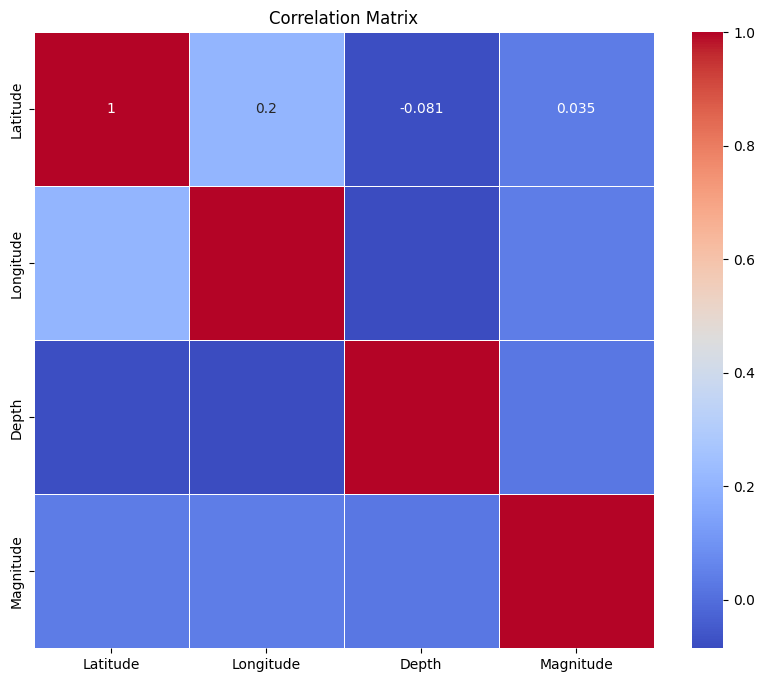 Correlation Matrix
Latitude
1
0.2
-0.081
0.035
Longitude
Depth
Magnitude
Latitude
Longitude
Depth
Magnitude
1.0
0.8
0.6
0.4
0.2
0.0